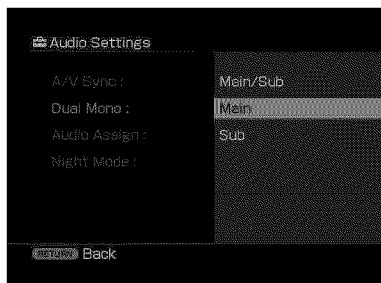 Audio Settings
A/V Sync :
Main/Sub
Dual Mono :
Main
Audio Assign :
Sub
Night Mode :
RETURN Back